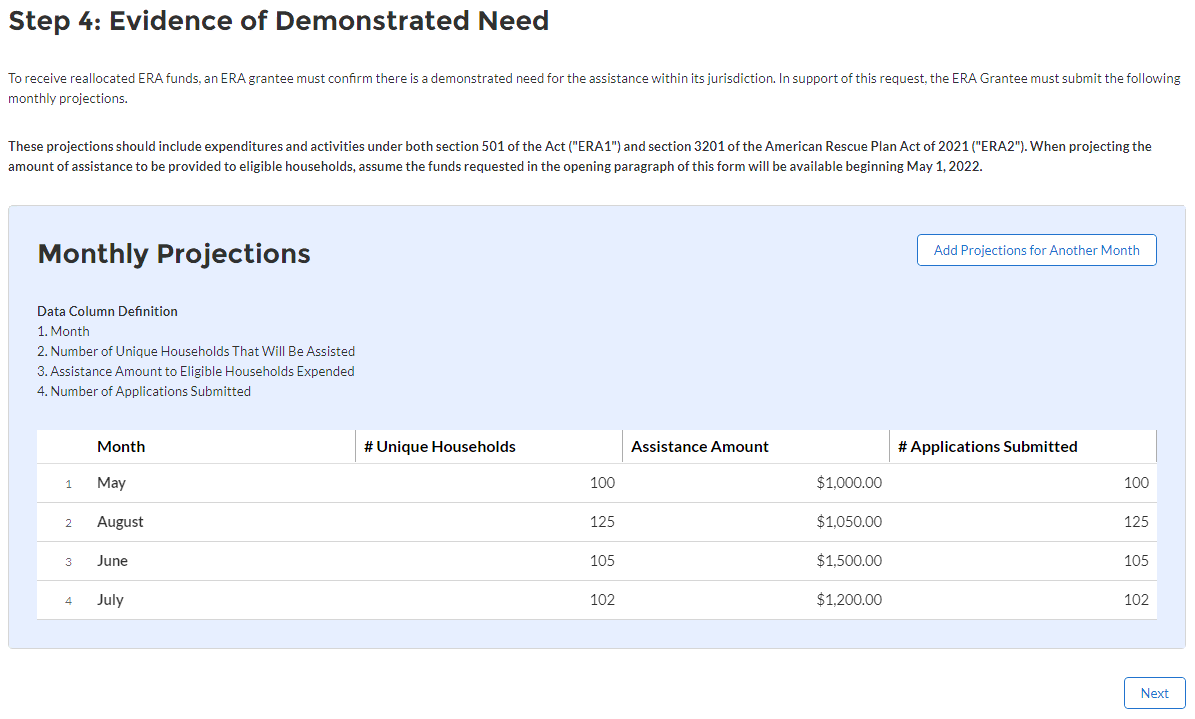 Step 4: Evidence of Demonstrated Need
To receive reallocated ERA funds, an ERA grantee must confirm there is a demonstrated need for the assistance within its jurisdiction. In support of this request, the ERA Grantee must submit the following
monthly projections.
These projections should include expenditures and activities under both section 501 of the Act ("ERA1") and section 3201 of the American Rescue Plan Act of 2021 ("ERA2"). When projecting the
amount of assistance to be provided to eligible households, assume the funds requested in the opening paragraph of this form will be available beginning May 1, 2022.
Monthly Projections
Add Projections for Another Month
Data Column Definition
1. Month
2. Number of Unique Households That Will Be Assisted
3. Assistance Amount to Eligible Households Expended
4. Number of Applications Submitted
Month # Unique Households Assistance Amount # Applications Submitted
1 May 100 $1,000.00 100
2 August 125 $1,050.00 125
3 June 105 $1,500.00 105
4 July 102 $1,200.00 102
Next